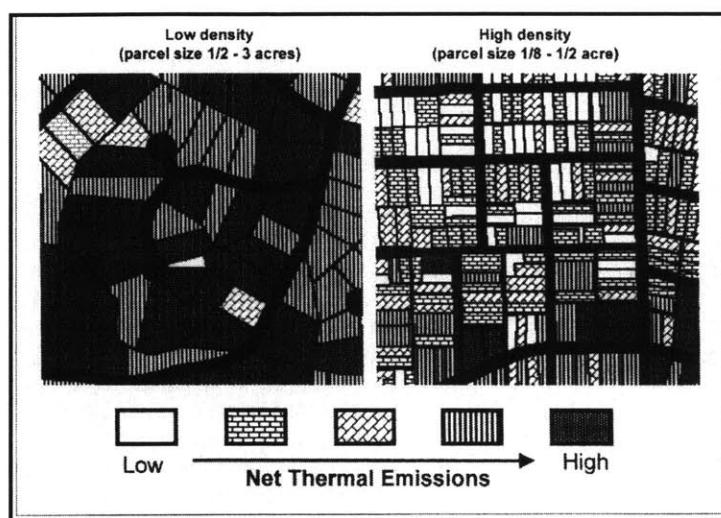 Low density
(parcel size 1/2 - 3 acres)
High density
(parcel size 1/8 - 1/2 acre)
Low
High
Net Thermal Emissions